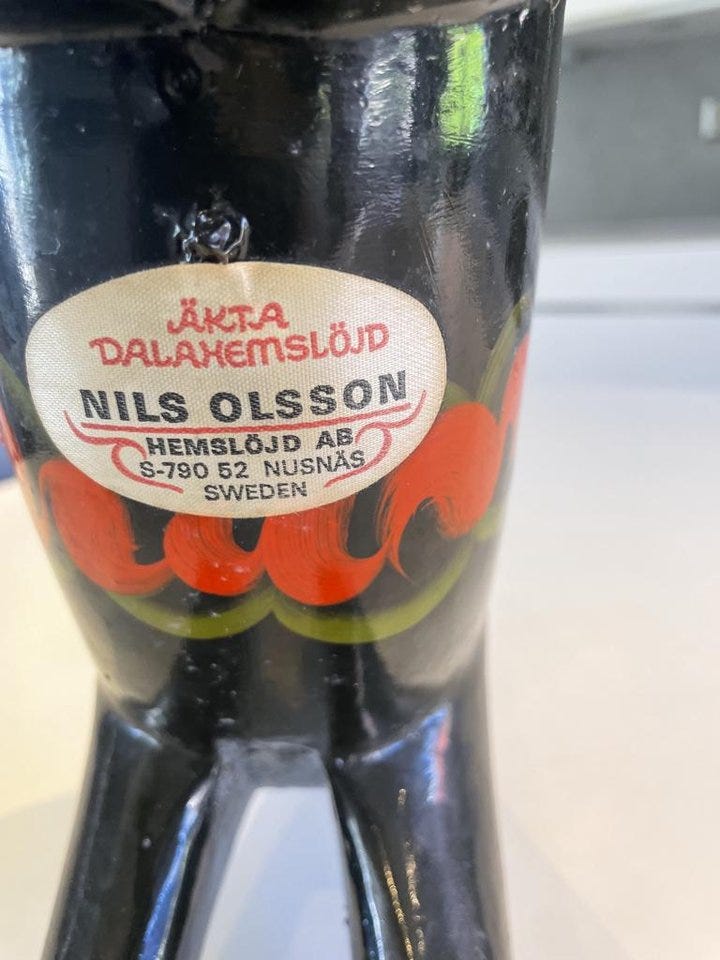 ÄKTA
DALAHEMSLÖJD
NILS OLSSON
HEMSLÖJD AB
S-790 52 NUSNÄS
SWEDEN